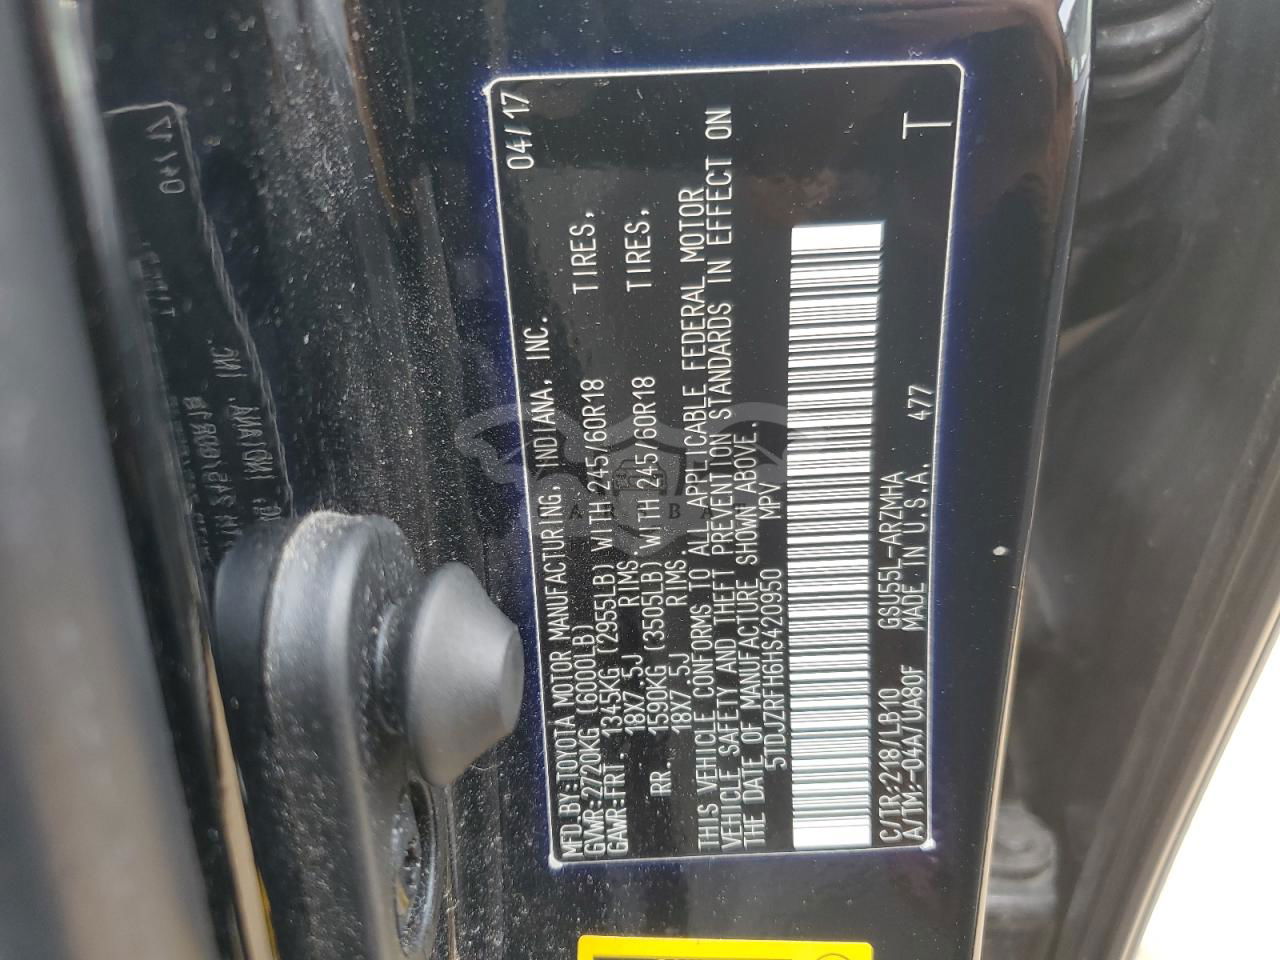 MFD.BY:TOYOTA MOTOR MANUFACTURING, INDIANA, INC. 04/17
GVWR:2720KG (6000LB)
GAWR:FRT. 1345KG (2955LB) WITH 245/60R18 TIRES,
18X7.5J RIMS.
RR. 1590KG (3505LB) WITH 245/60R18 TIRES,
18X7.5J RIMS.
THIS VEHICLE CONFORMS TO ALL APPLICABLE FEDERAL MOTOR
VEHICLE SAFETY AND THEFT PREVENTION STANDARDS IN EFFECT ON
THE DATE OF MANUFACTURE SHOWN ABOVE.
5TDJZRFH6HS420950 MPV
C/TR:218/LB10 GSU55L-ARZMHA T
A/TM:-04A/UA80F MADE IN U.S.A. 477